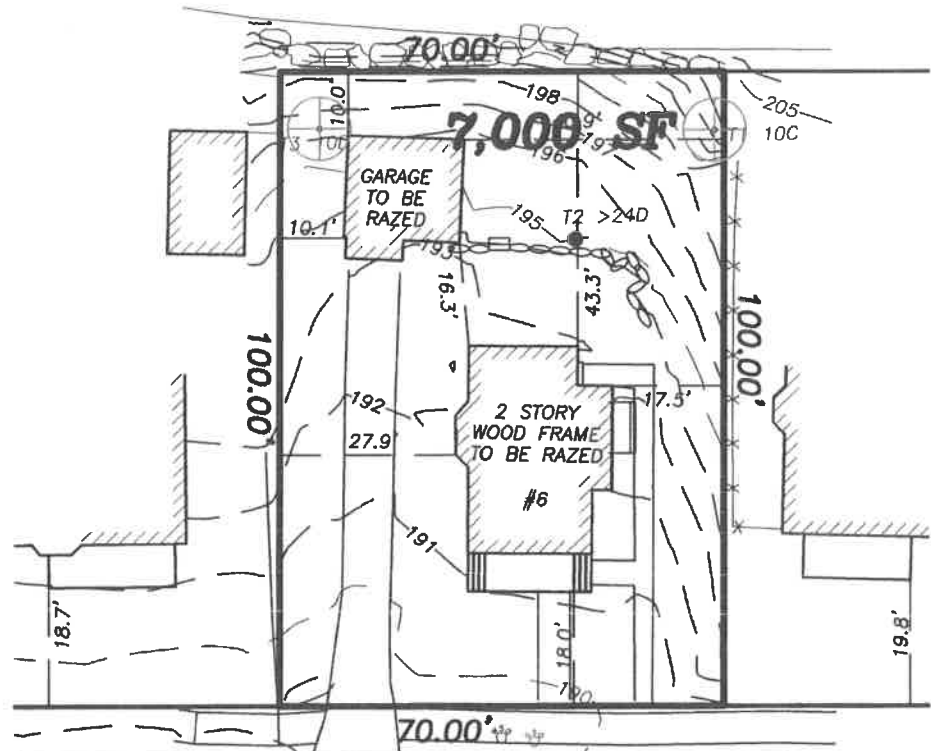 70.00'
198
205
10.0'
7,000 SF
10C
196
GARAGE
TO BE
RAZED
195
T2 >24D
10.1'
193
16.3'
43.3'
100.00'
100.00'
192
17.5'
2 STORY
WOOD FRAME
TO BE RAZED
27.9
#6
191
18.7'
18.0'
19.8'
190
70.00'